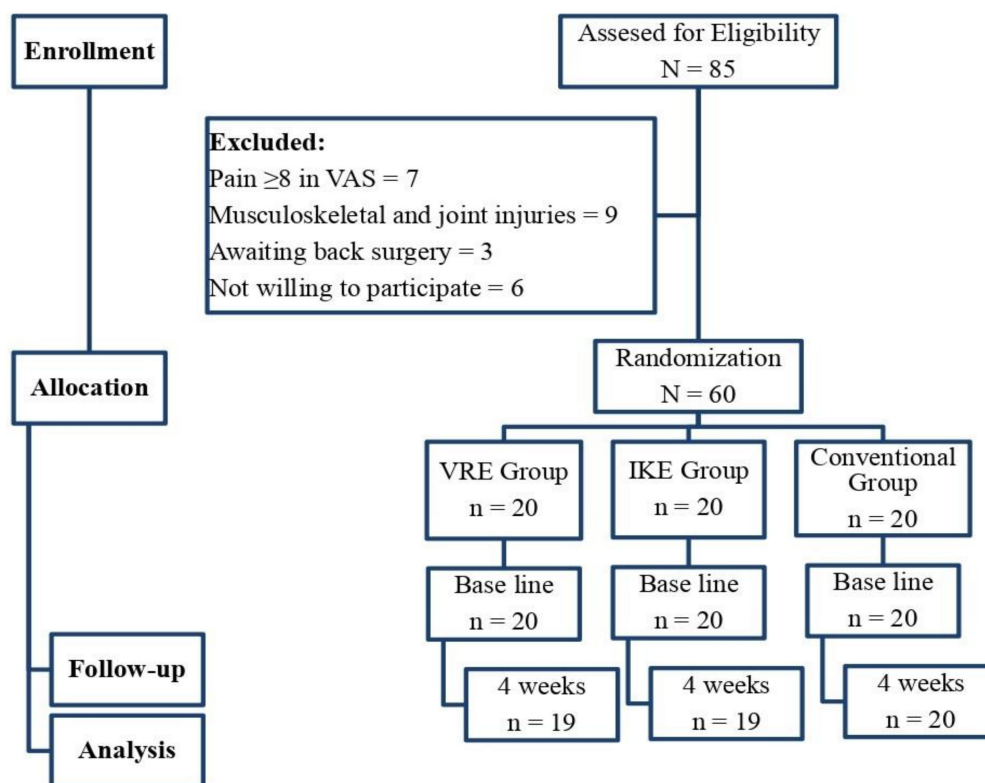 Enrollment
Assesed for Eligibility
N = 85
Excluded:
Pain ≥8 in VAS = 7
Musculoskeletal and joint injuries = 9
Awaiting back surgery = 3
Not willing to participate = 6
Allocation
Randomization
N = 60
VRE Group
n = 20
IKE Group
n = 20
Conventional
Group
n = 20
Base line
n = 20
Base line
n = 20
Base line
n = 20
Follow-up
4 weeks
n = 19
4 weeks
n = 19
4 weeks
n = 20
Analysis